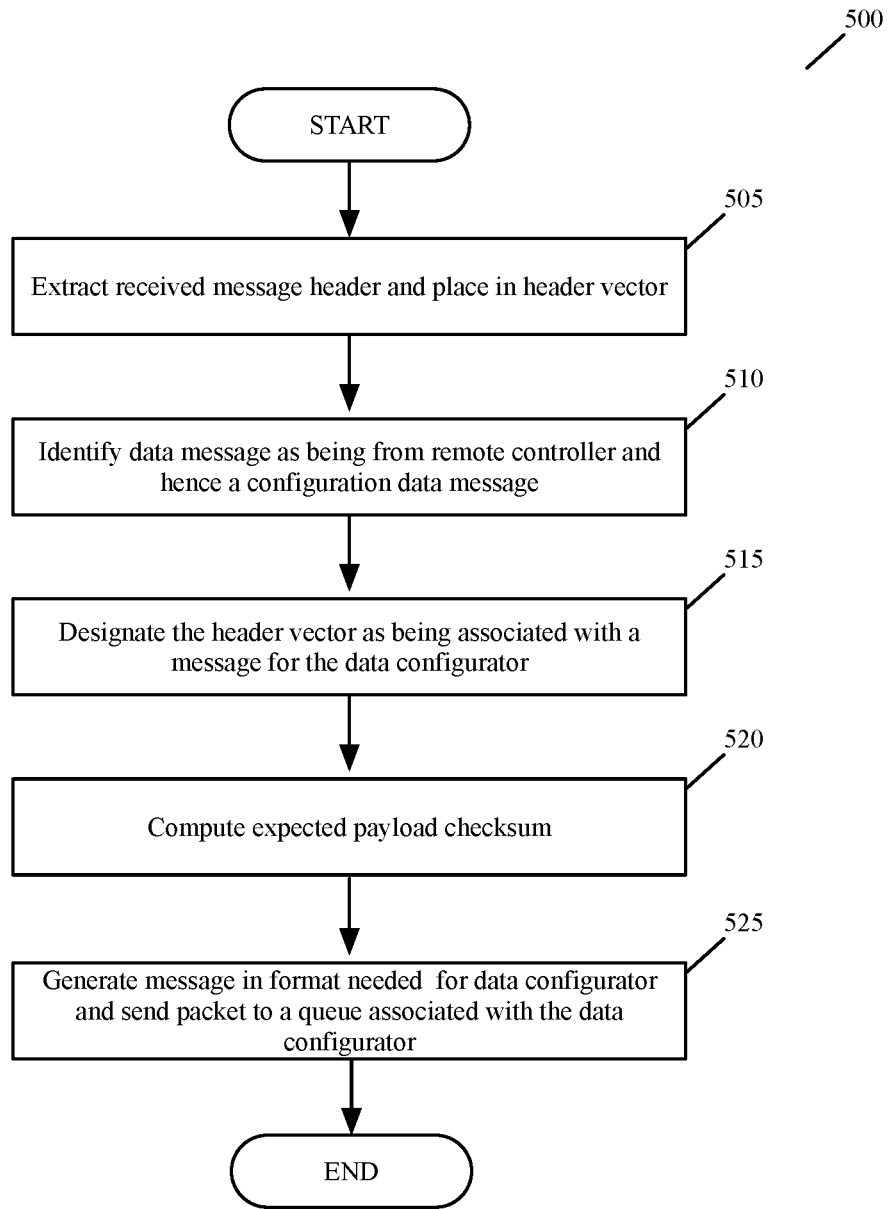 500
START
505
Extract received message header and place in header vector
510
Identify data message as being from remote controller and
hence a configuration data message
515
Designate the header vector as being associated with a
message for the data configurator
520
Compute expected payload checksum
525
Generate message in format needed for data configurator
and send packet to a queue associated with the data
configurator
END